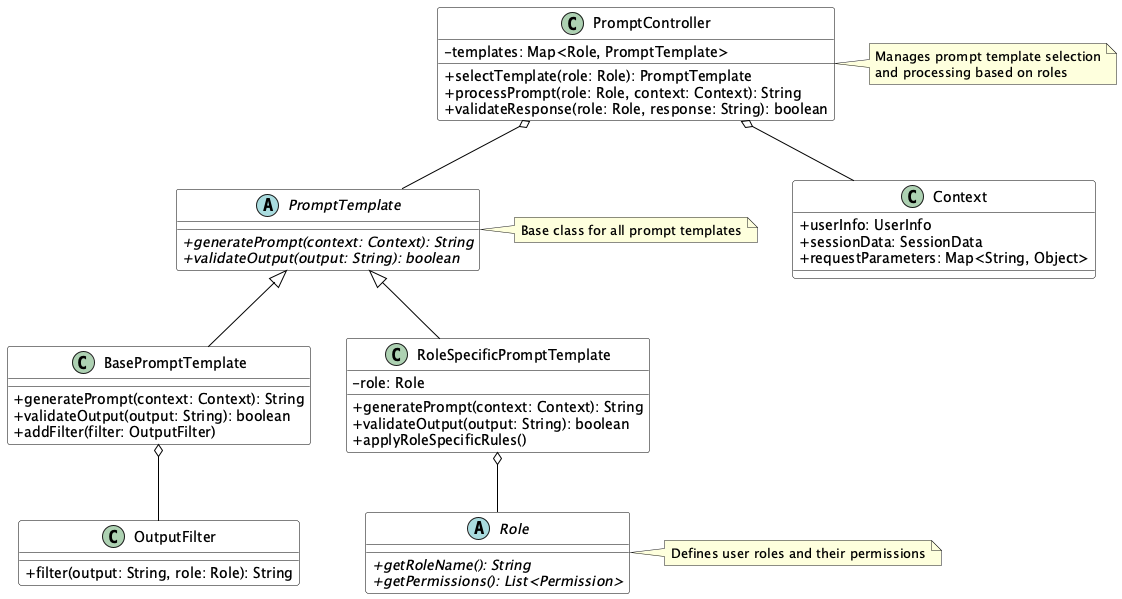 C PromptController
-templates: Map<Role, PromptTemplate>
+selectTemplate(role: Role): PromptTemplate
+processPrompt(role: Role, context: Context): String
+validateResponse(role: Role, response: String): boolean
Manages prompt template selection
and processing based on roles
A PromptTemplate
+generatePrompt(context: Context): String
+validateOutput(output: String): boolean
Base class for all prompt templates
C Context
+userInfo: UserInfo
+sessionData: SessionData
+requestParameters: Map<String, Object>
C BasePromptTemplate
+generatePrompt(context: Context): String
+validateOutput(output: String): boolean
+addFilter(filter: OutputFilter)
C RoleSpecificPromptTemplate
-role: Role
+generatePrompt(context: Context): String
+validateOutput(output: String): boolean
+applyRoleSpecificRules()
C OutputFilter
+filter(output: String, role: Role): String
A Role
+getRoleName(): String
+getPermissions(): List<Permission>
Defines user roles and their permissions